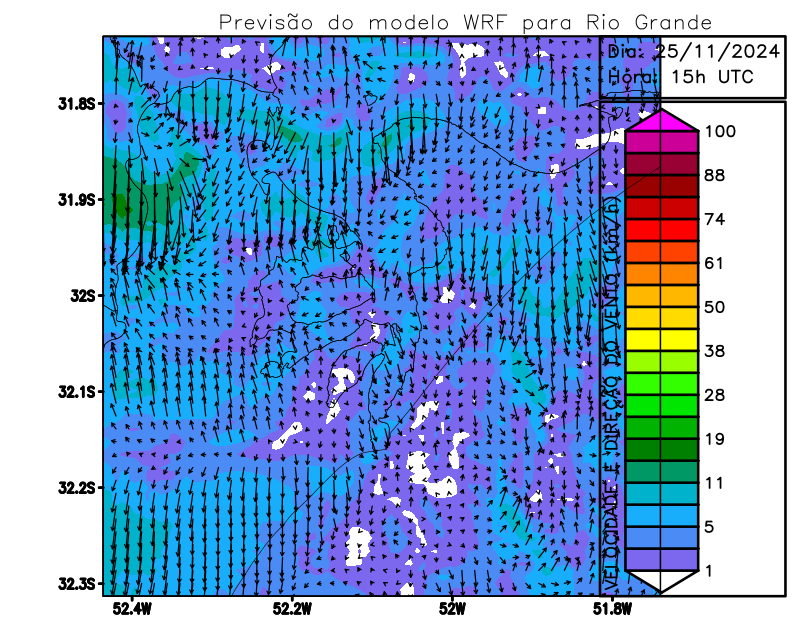 Previsão do modelo WRF para Rio Grande
Dia: 25/11/2024
Hora: 15h UTC
31.8S
31.9S
32S
32.1S
32.2S
32.3S
52.4W
52.2W
52W
51.8W
VELOCIDADE E DIREÇÃO DO VENTO (km/h)
100
88
74
61
50
38
28
19
11
5
1